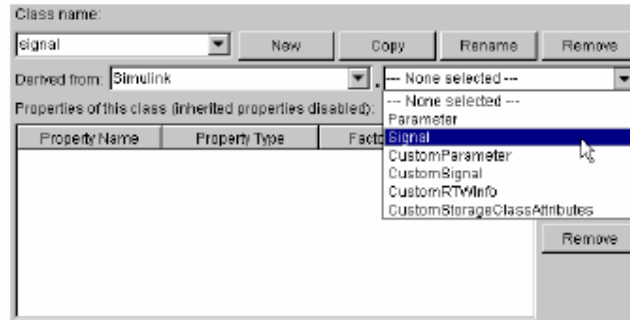 Class name:
signal New Copy Rename Remove
Derived from: Simulink . --- None selected ---
--- None selected ---
Properties of this class (inherited properties disabled):
Parameter
Property Name Property Type Facto Signal
CustomParameter
CustomSignal
CustomRTWInfo
CustomStorageClassAttributes
Remove